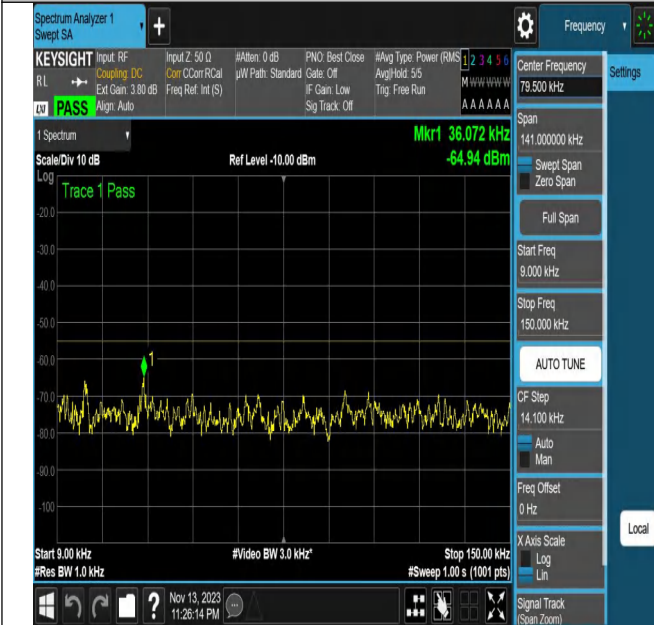 Spectrum Analyzer 1
Swept SA
+
Frequency
KEYSIGHT
RL
LXI PASS
Input: RF
Coupling: DC
Ext Gain: 3.80 dB
Align: Auto
Input Z: 50 Ω
Corr CCorr RCal
Freq Ref: Int (S)
#Atten: 0 dB
µW Path: Standard
PNO: Best Close
Gate: Off
IF Gain: Low
Sig Track: Off
#Avg Type: Power (RMS
Avg|Hold: 5/5
Trig: Free Run
1 2 3 4 5 6
M W W W W W
A A A A A A
1 Spectrum
Scale/Div 10 dB
Ref Level -10.00 dBm
Mkr1 36.072 kHz
-64.94 dBm
Log
Trace 1 Pass
-20.0
-30.0
-40.0
-50.0
-60.0
-70.0
-80.0
-90.0
-100
1
Start 9.00 kHz
#Res BW 1.0 kHz
#Video BW 3.0 kHz*
Stop 150.00 kHz
#Sweep 1.00 s (1001 pts)
?
Nov 13, 2023
11:26:14 PM
Center Frequency
79.500 kHz
Settings
Span
141.000000 kHz
Swept Span
Zero Span
Full Span
Start Freq
9.000 kHz
Stop Freq
150.000 kHz
AUTO TUNE
CF Step
14.100 kHz
Auto
Man
Freq Offset
0 Hz
X Axis Scale
Log
Lin
Local
Signal Track
(Span Zoom)